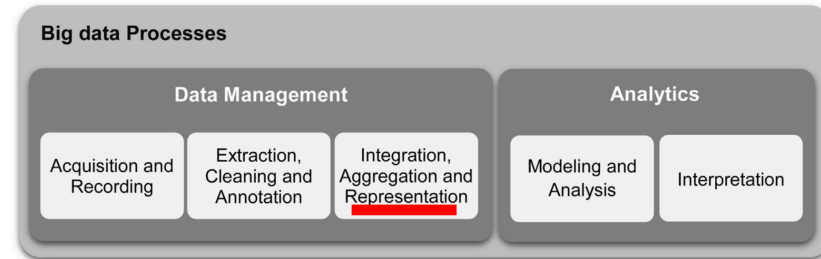 Big data Processes
Data Management
Acquisition and
Recording
Extraction,
Cleaning and
Annotation
Integration,
Aggregation and
Representation
Analytics
Modeling and
Analysis
Interpretation